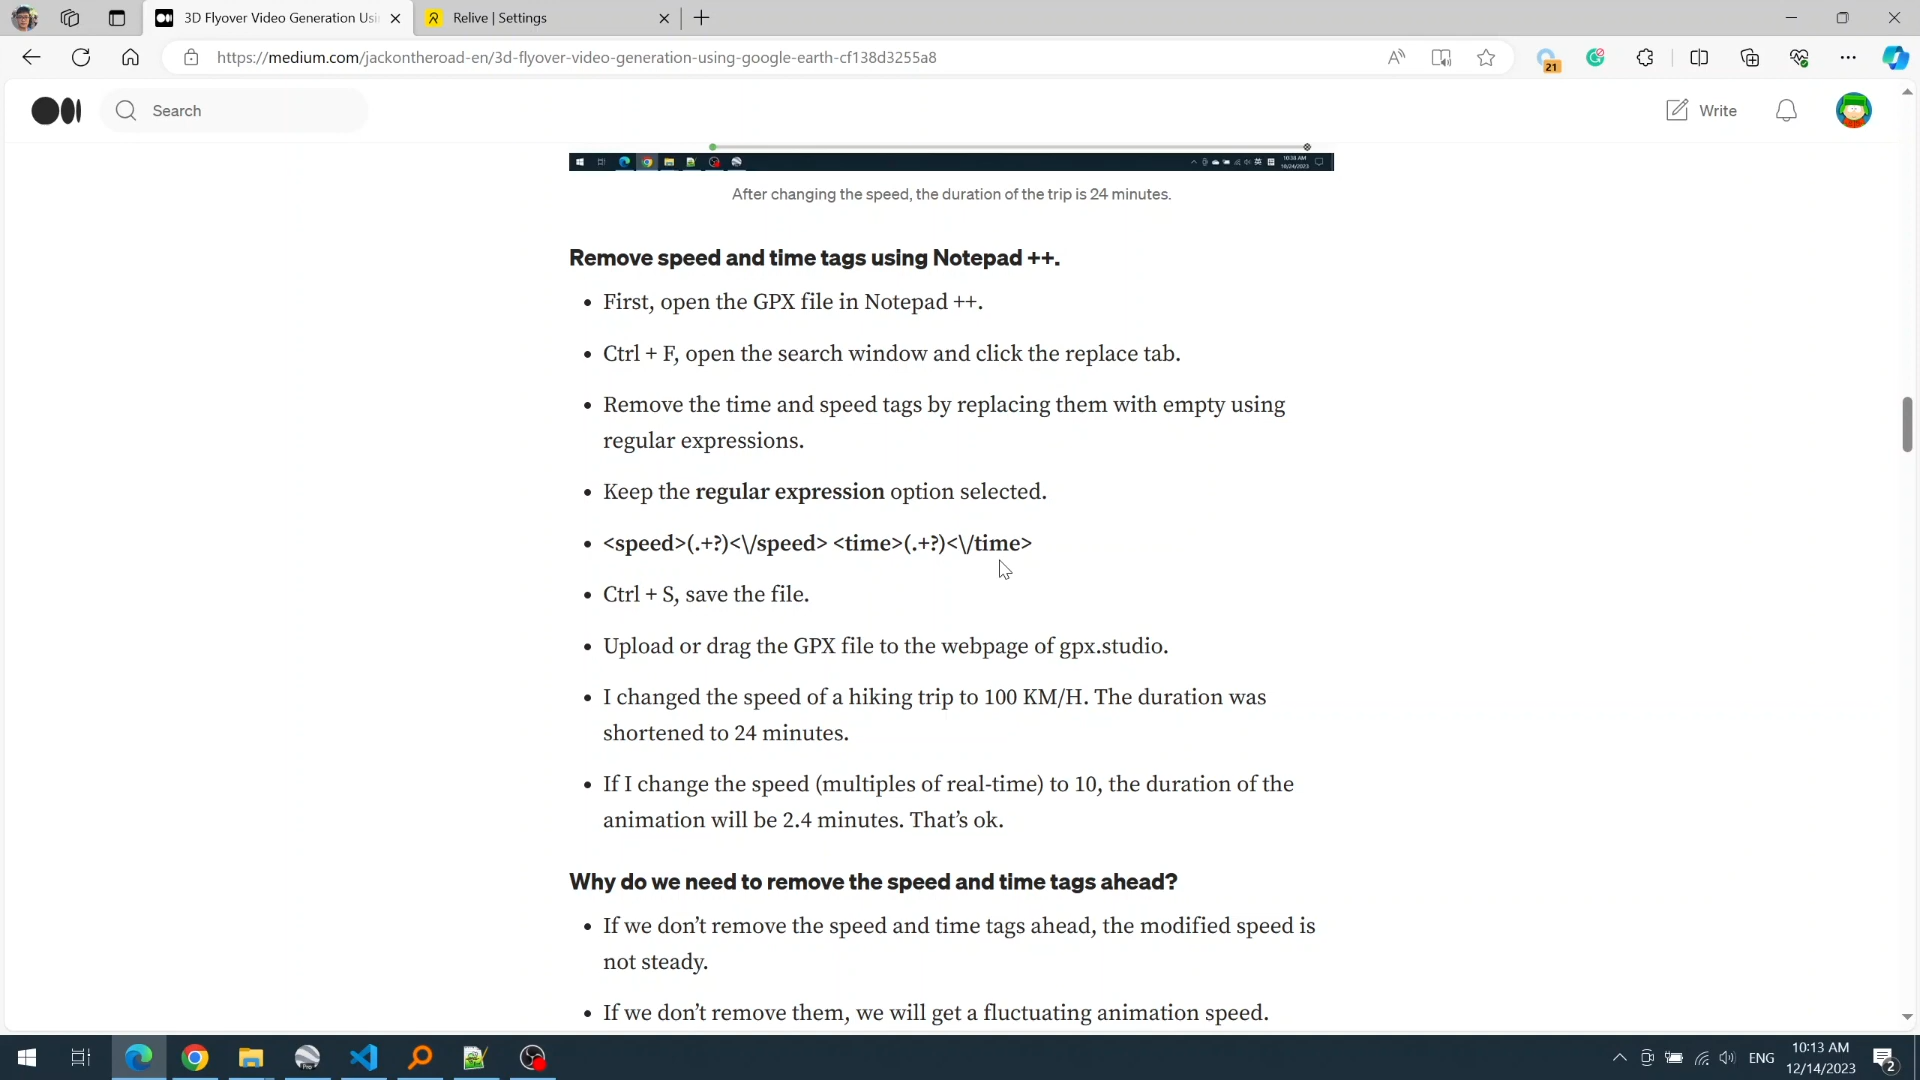 3D Flyover Video Generation Usi
Relive | Settings
https://medium.com/jackontheroad-en/3d-flyover-video-generation-using-google-earth-cf138d3255a8
21
Search
Write
10:38 AM
10/24/2023
After changing the speed, the duration of the trip is 24 minutes.
Remove speed and time tags using Notepad ++.
• First, open the GPX file in Notepad ++.
• Ctrl + F, open the search window and click the replace tab.
• Remove the time and speed tags by replacing them with empty using
regular expressions.
• Keep the regular expression option selected.
• <speed>(.+?)<\/speed> <time>(.+?)<\/time>
• Ctrl + S, save the file.
• Upload or drag the GPX file to the webpage of gpx.studio.
• I changed the speed of a hiking trip to 100 KM/H. The duration was
shortened to 24 minutes.
• If I change the speed (multiples of real-time) to 10, the duration of the
animation will be 2.4 minutes. That’s ok.
Why do we need to remove the speed and time tags ahead?
• If we don’t remove the speed and time tags ahead, the modified speed is
not steady.
• If we don’t remove them, we will get a fluctuating animation speed.
ENG
10:13 AM
12/14/2023
2